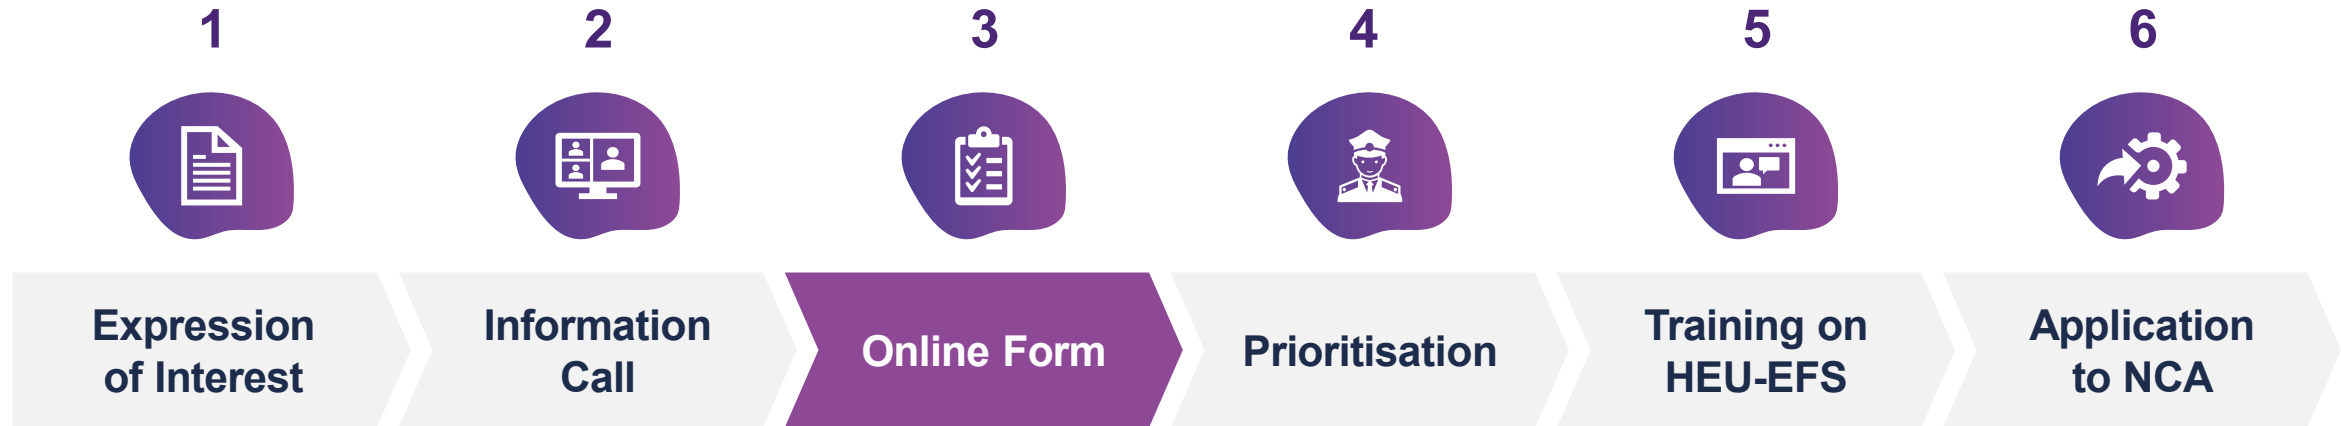 1
2
3
4
5
6
Expression
of Interest
Information
Call
Online Form
Prioritisation
Training on
HEU-EFS
Application
to NCA